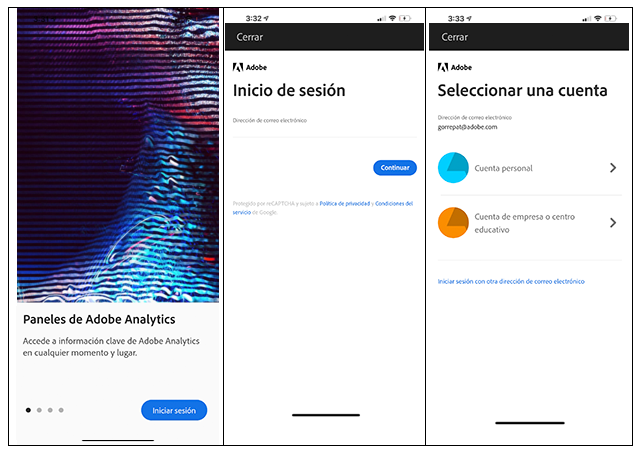 Paneles de Adobe Analytics
Accede a información clave de Adobe Analytics
en cualquier momento y lugar.
Iniciar sesión
3:32
Cerrar
Adobe
Inicio de sesión
Dirección de correo electrónico
Continuar
Protegido por reCAPTCHA y sujeto a Política de privacidad y Condiciones del
servicio de Google.
3:33
Cerrar
Adobe
Seleccionar una cuenta
Dirección de correo electrónico
gorrepat@adobe.com
Cuenta personal
Cuenta de empresa o centro
educativo
Iniciar sesión con otra dirección de correo electrónico